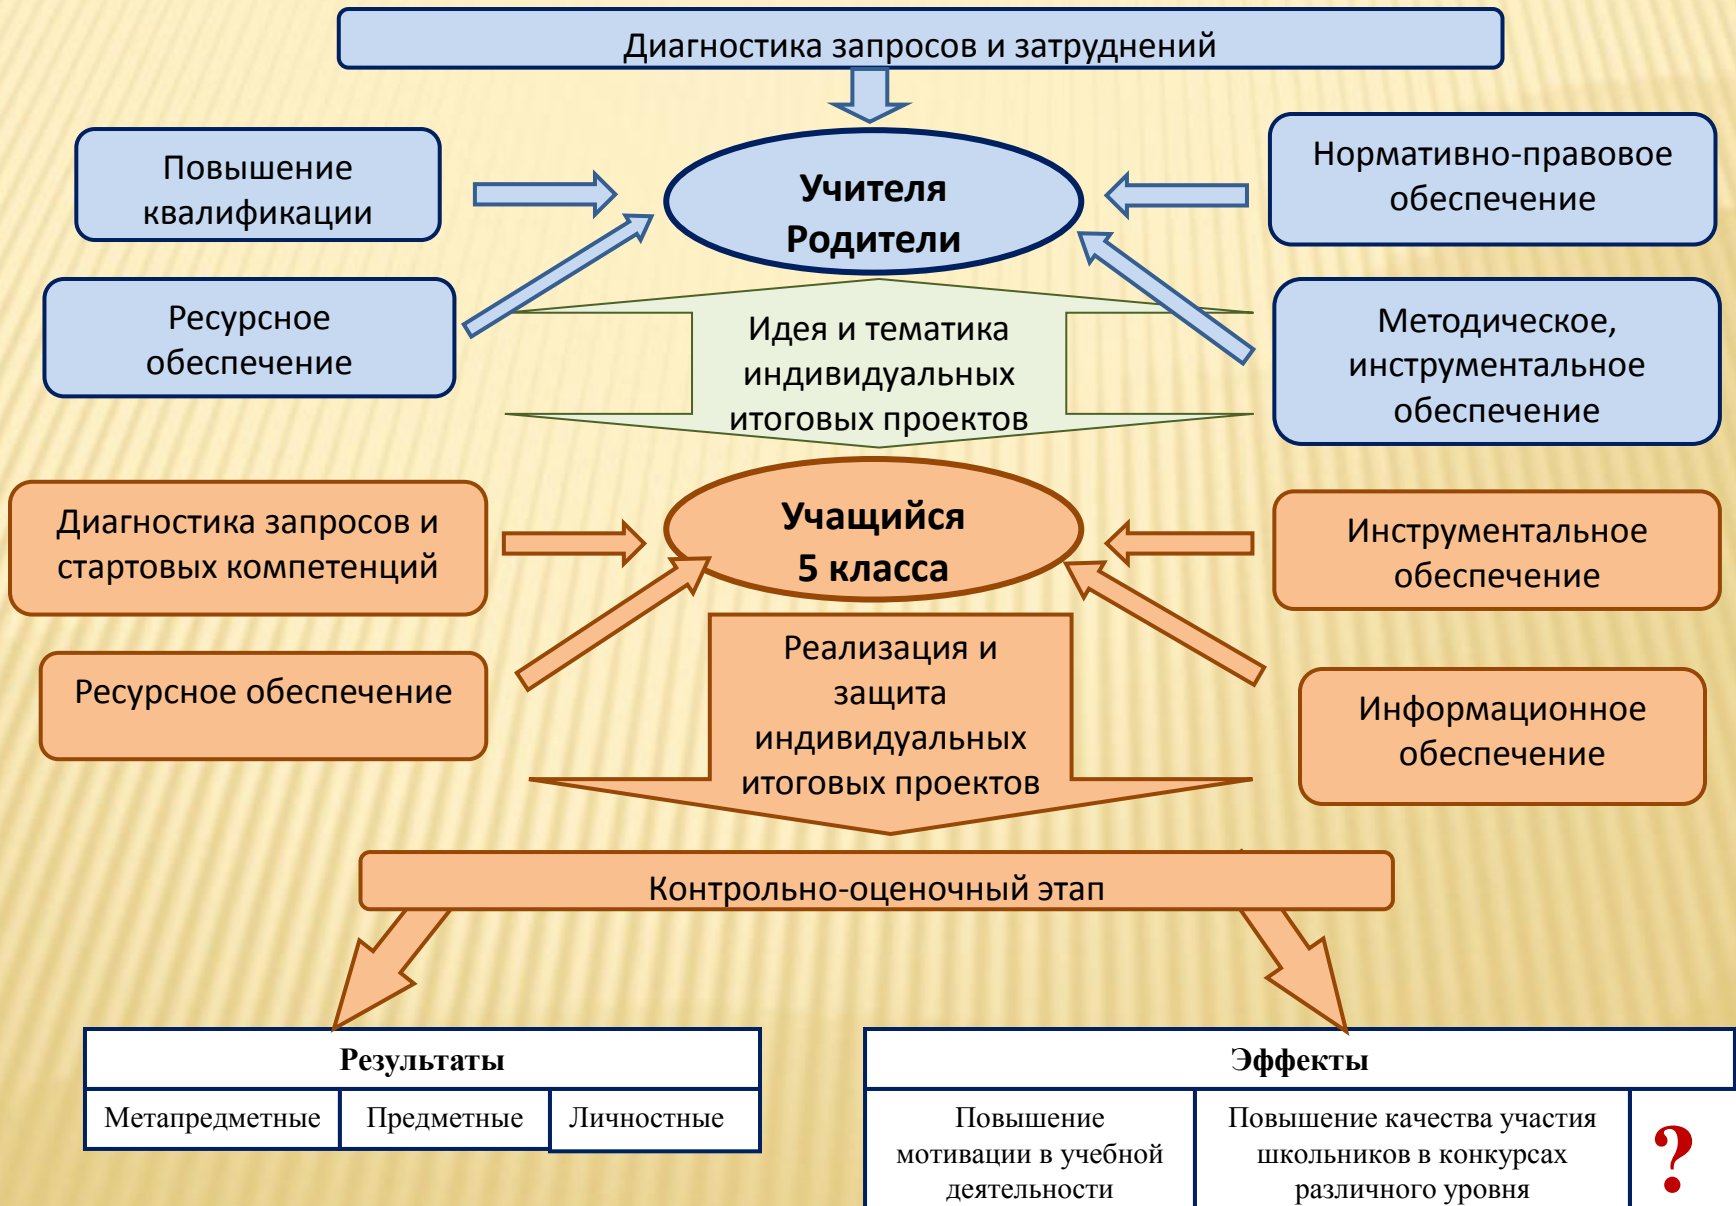 Диагностика запросов и затруднений
Повышение
квалификации
Учителя
Родители
Нормативно-правовое
обеспечение
Ресурсное
обеспечение
Идея и тематика
индивидуальных
итоговых проектов
Методическое,
инструментальное
обеспечение
Диагностика запросов и
стартовых компетенций
Учащийся
5 класса
Инструментальное
обеспечение
Ресурсное обеспечение
Реализация и
защита
индивидуальных
итоговых проектов
Информационное
обеспечение
Контрольно-оценочный этап
Результаты
Метапредметные
Предметные
Личностные
Эффекты
Повышение
мотивации в учебной
деятельности
Повышение качества участия
школьников в конкурсах
различного уровня
?